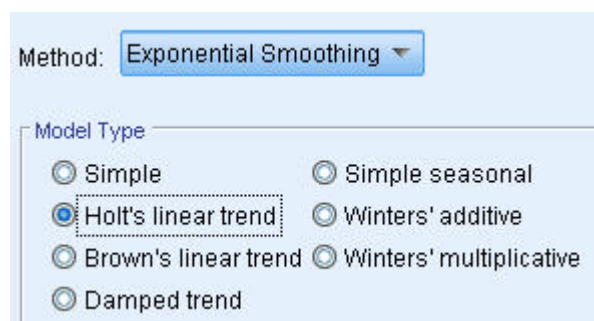 Method: Exponential Smoothing
Model Type
Simple
Simple seasonal
Holt's linear trend
Winters' additive
Brown's linear trend
Winters' multiplicative
Damped trend